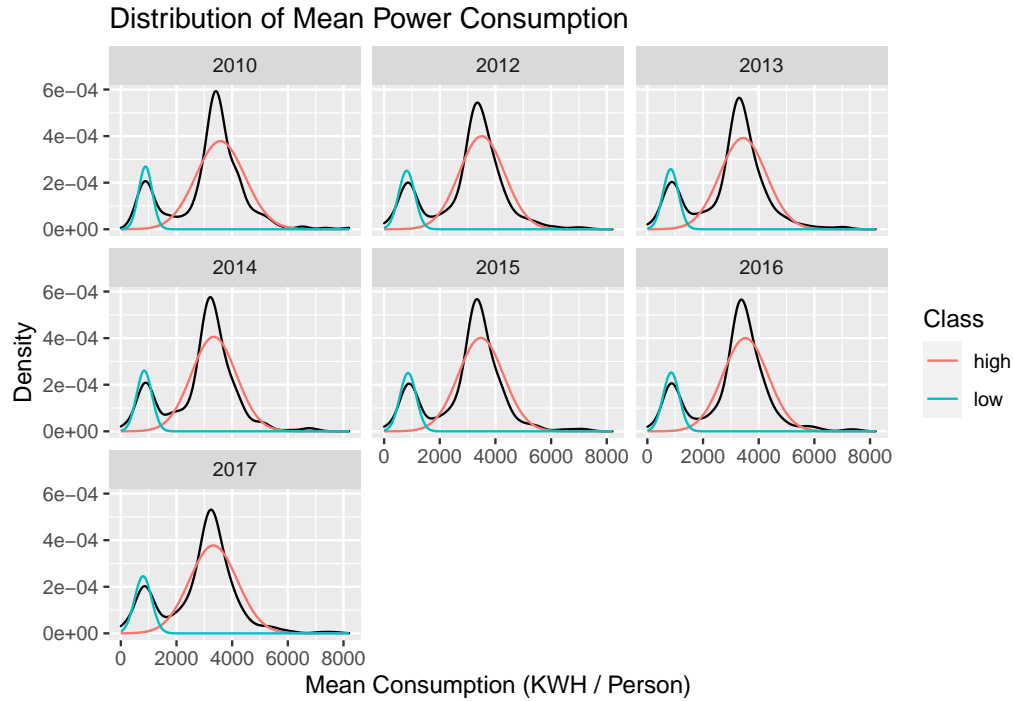 Distribution of Mean Power Consumption
2010 2012 2013
6e−04
4e−04
2e−04
0e+00
2014 2015 2016
6e−04
4e−04
2e−04
0e+00
0 2000 4000 6000 8000 0 2000 4000 6000 8000
2017
6e−04
4e−04
2e−04
0e+00
0 2000 4000 6000 8000
Mean Consumption (KWH / Person)
Density
Class
high
low